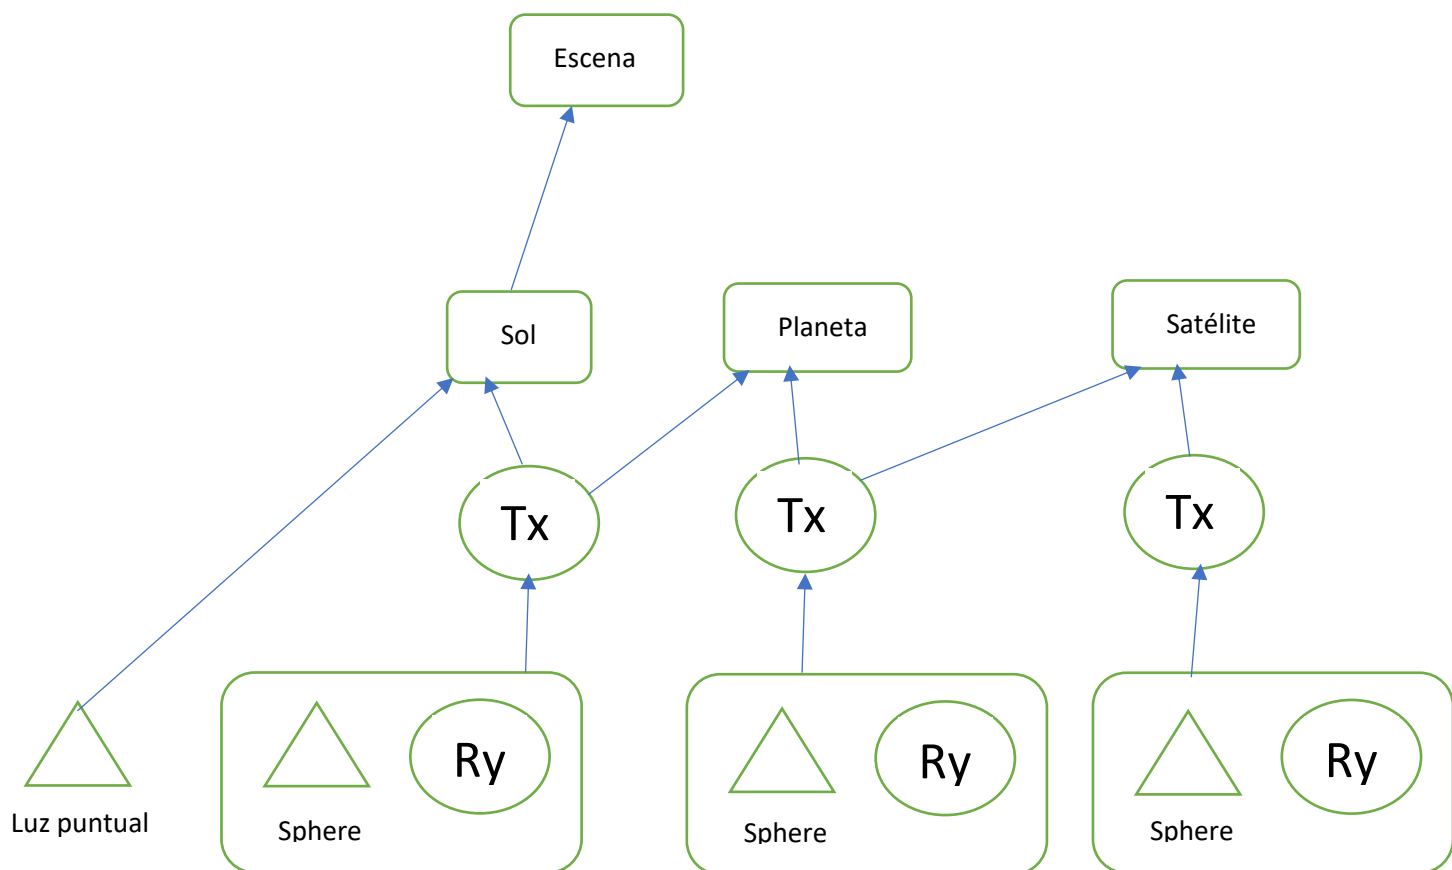 Escena
Sol
Planeta
Satélite
Tx
Tx
Tx
Ry
Ry
Ry
Luz puntual
Sphere
Sphere
Sphere